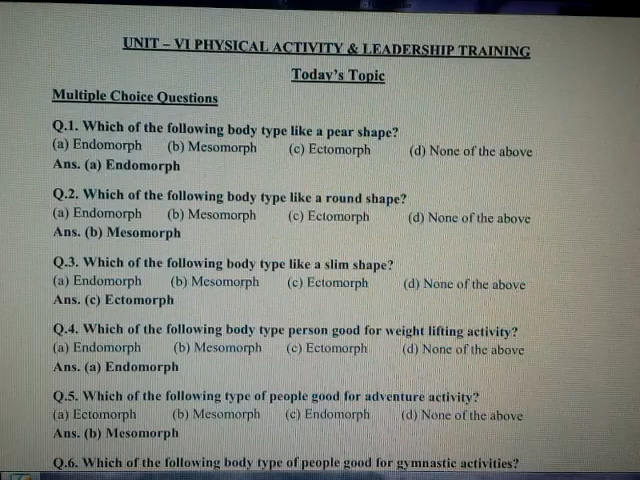 UNIT – VI PHYSICAL ACTIVITY & LEADERSHIP TRAINING
Today's Topic
Multiple Choice Questions
Q.1. Which of the following body type like a pear shape?
(a) Endomorph (b) Mesomorph (c) Ectomorph (d) None of the above
Ans. (a) Endomorph
Q.2. Which of the following body type like a round shape?
(a) Endomorph (b) Mesomorph (c) Ectomorph (d) None of the above
Ans. (b) Mesomorph
Q.3. Which of the following body type like a slim shape?
(a) Endomorph (b) Mesomorph (c) Ectomorph (d) None of the above
Ans. (c) Ectomorph
Q.4. Which of the following body type person good for weight lifting activity?
(a) Endomorph (b) Mesomorph (c) Ectomorph (d) None of the above
Ans. (a) Endomorph
Q.5. Which of the following type of people good for adventure activity?
(a) Ectomorph (b) Mesomorph (c) Endomorph (d) None of the above
Ans. (b) Mesomorph
Q.6. Which of the following body type of people good for gymnastic activities?